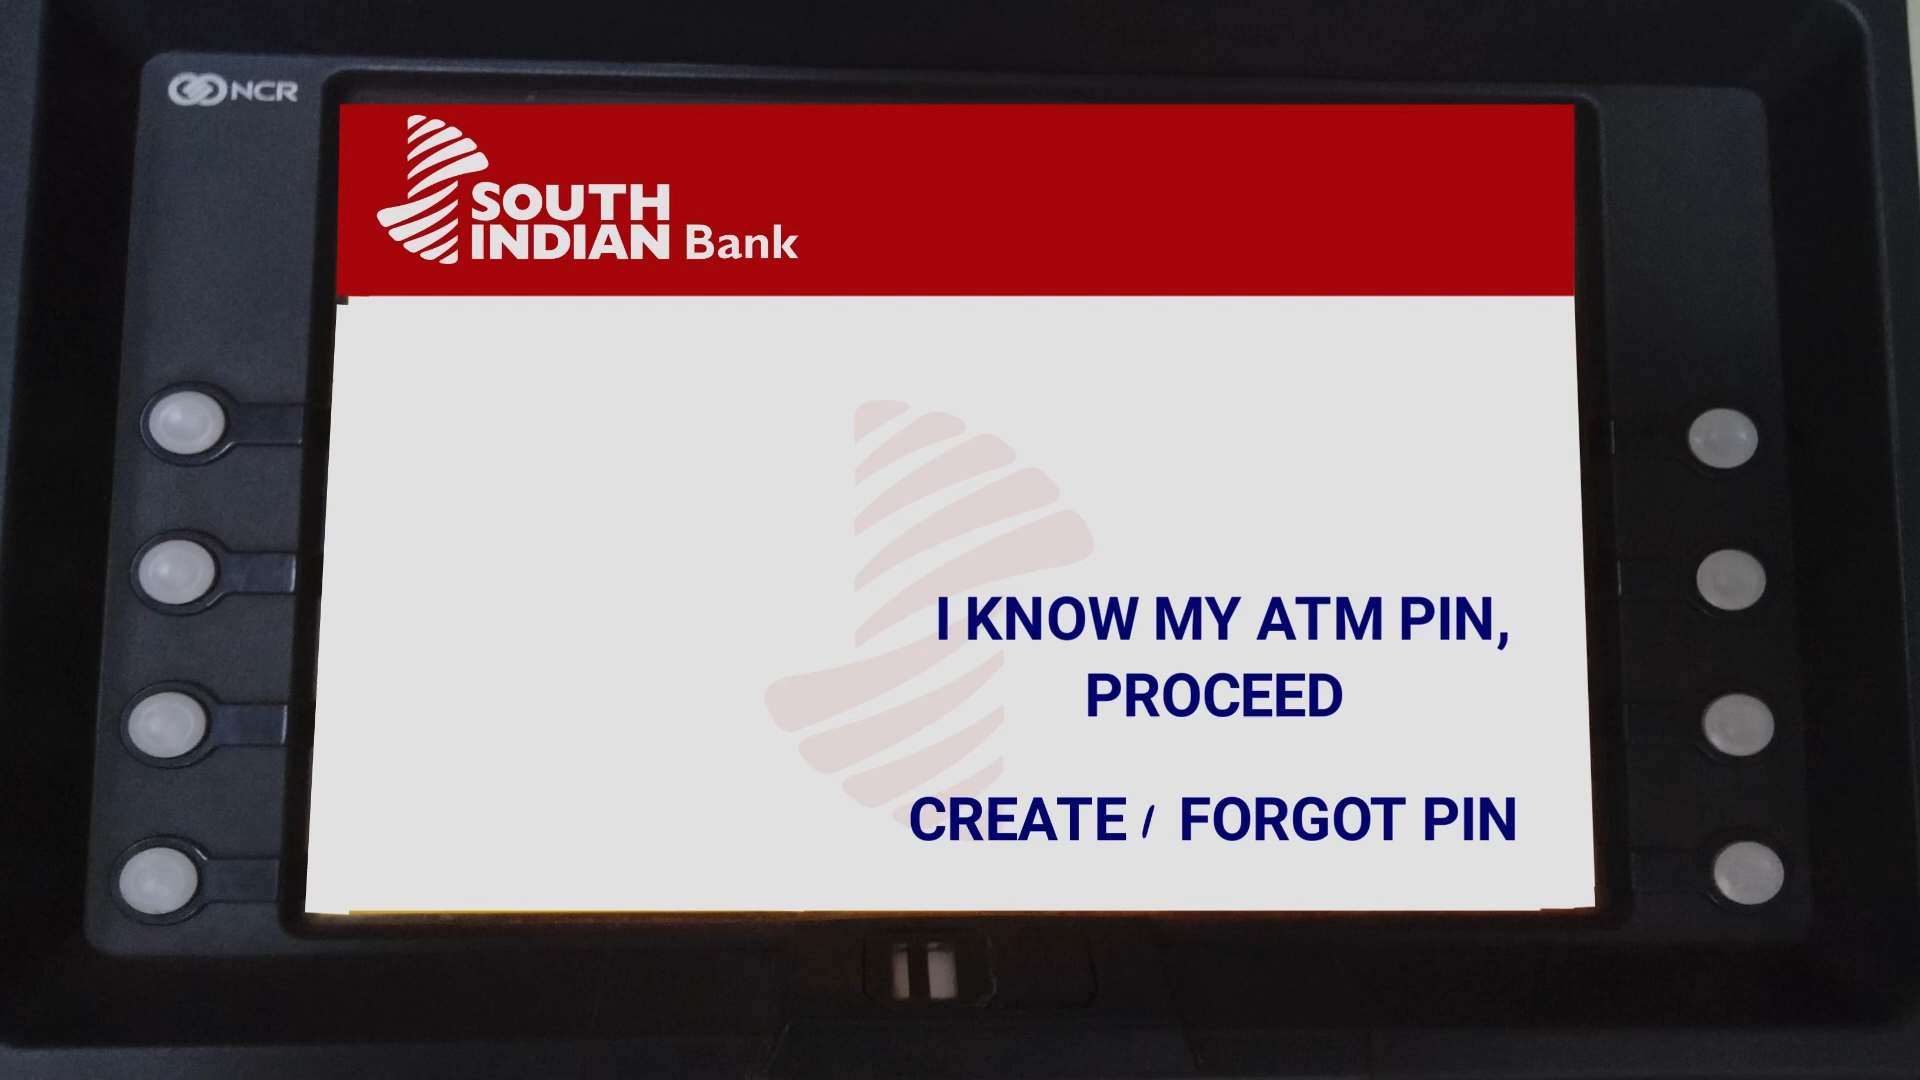 NCR
SOUTH
INDIAN Bank
I KNOW MY ATM PIN,
PROCEED
CREATE / FORGOT PIN